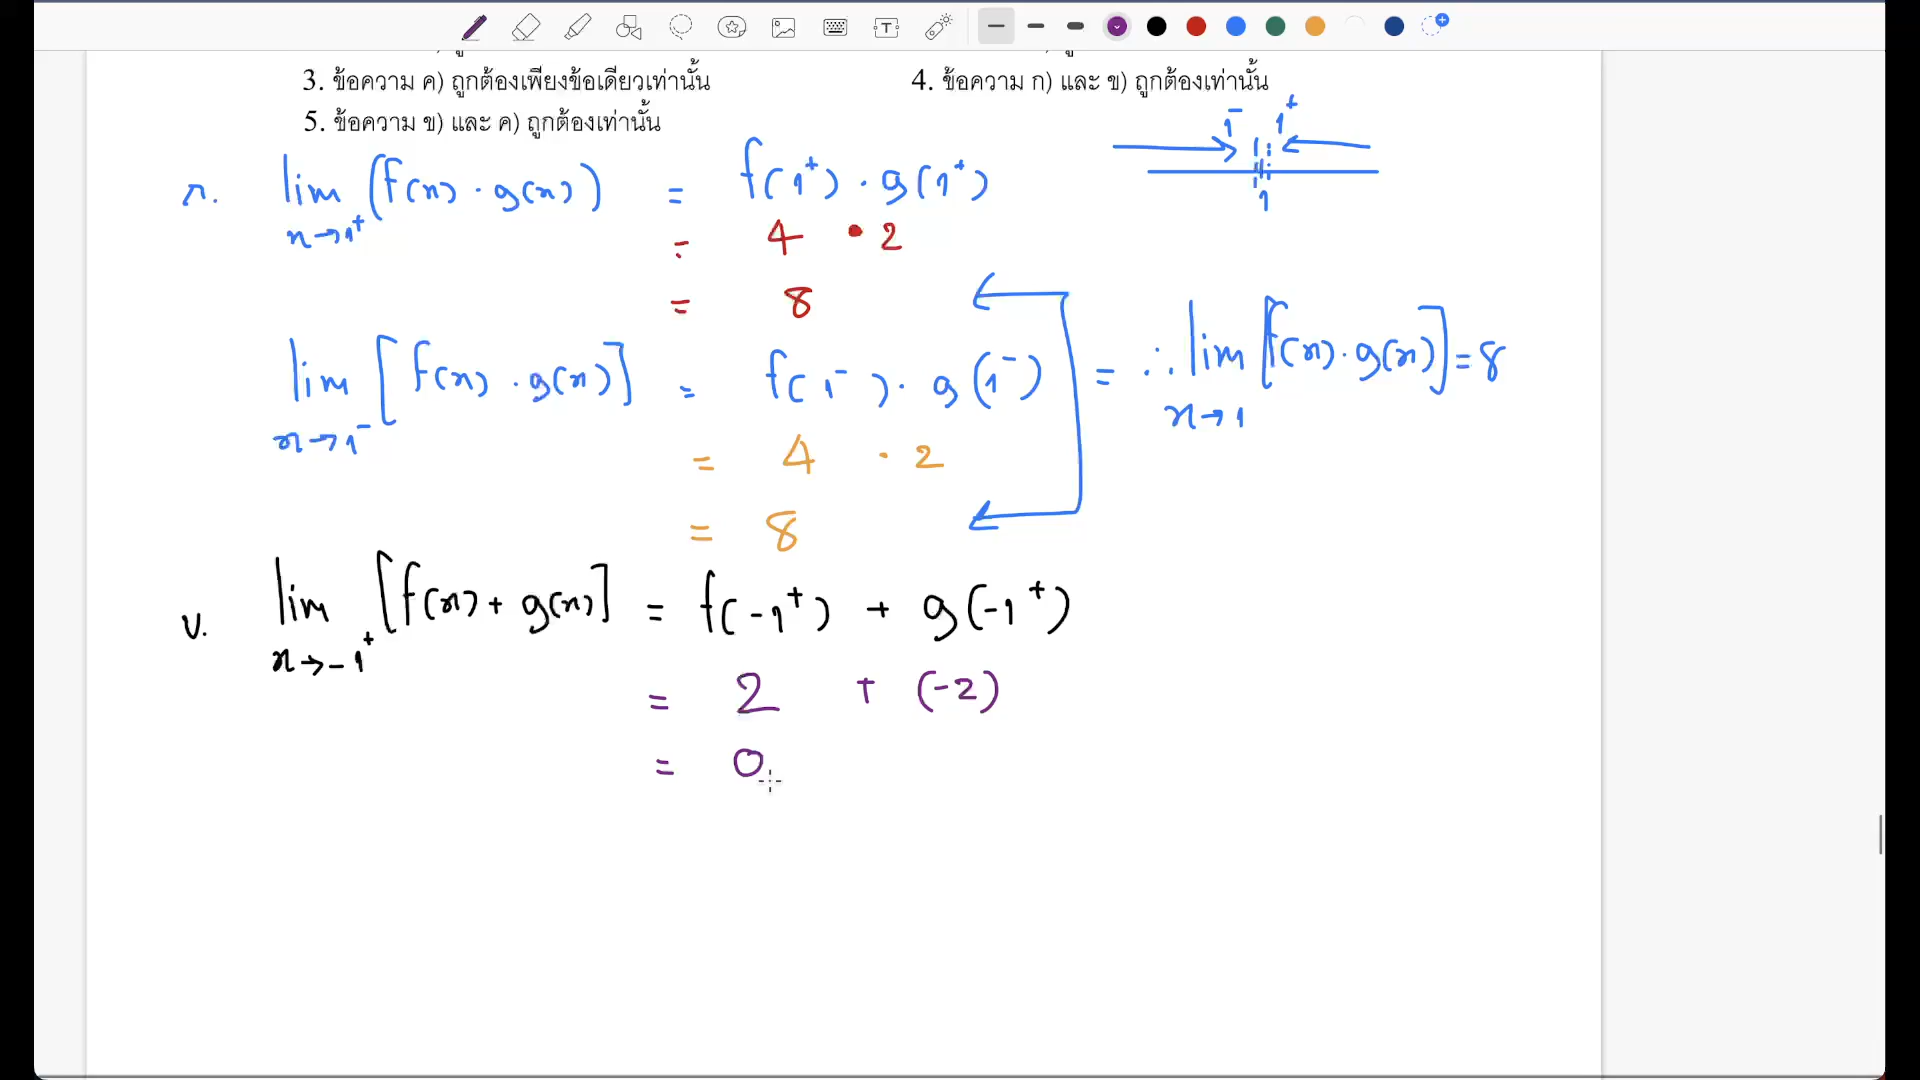 3. ข้อความ ค) ถูกต้องเพียงข้อเดียวเท่านั้น
4. ข้อความ ก) และ ข) ถูกต้องเท่านั้น
5. ข้อความ ข) และ ค) ถูกต้องเท่านั้น
1⁻ 1⁺
1
ก. lim (f(x) · g(x)) = f(1⁺) · g(1⁺)
x→1⁺
= 4 · 2
= 8
lim [f(x) · g(x)] = f(1⁻) · g(1⁻) = ∴ lim [f(x) · g(x)] = 8
x→1⁻ x→1
= 4 · 2
= 8
ข. lim [f(x) + g(x)] = f(-1⁺) + g(-1⁺)
x→-1⁺
= 2 + (-2)
= 0